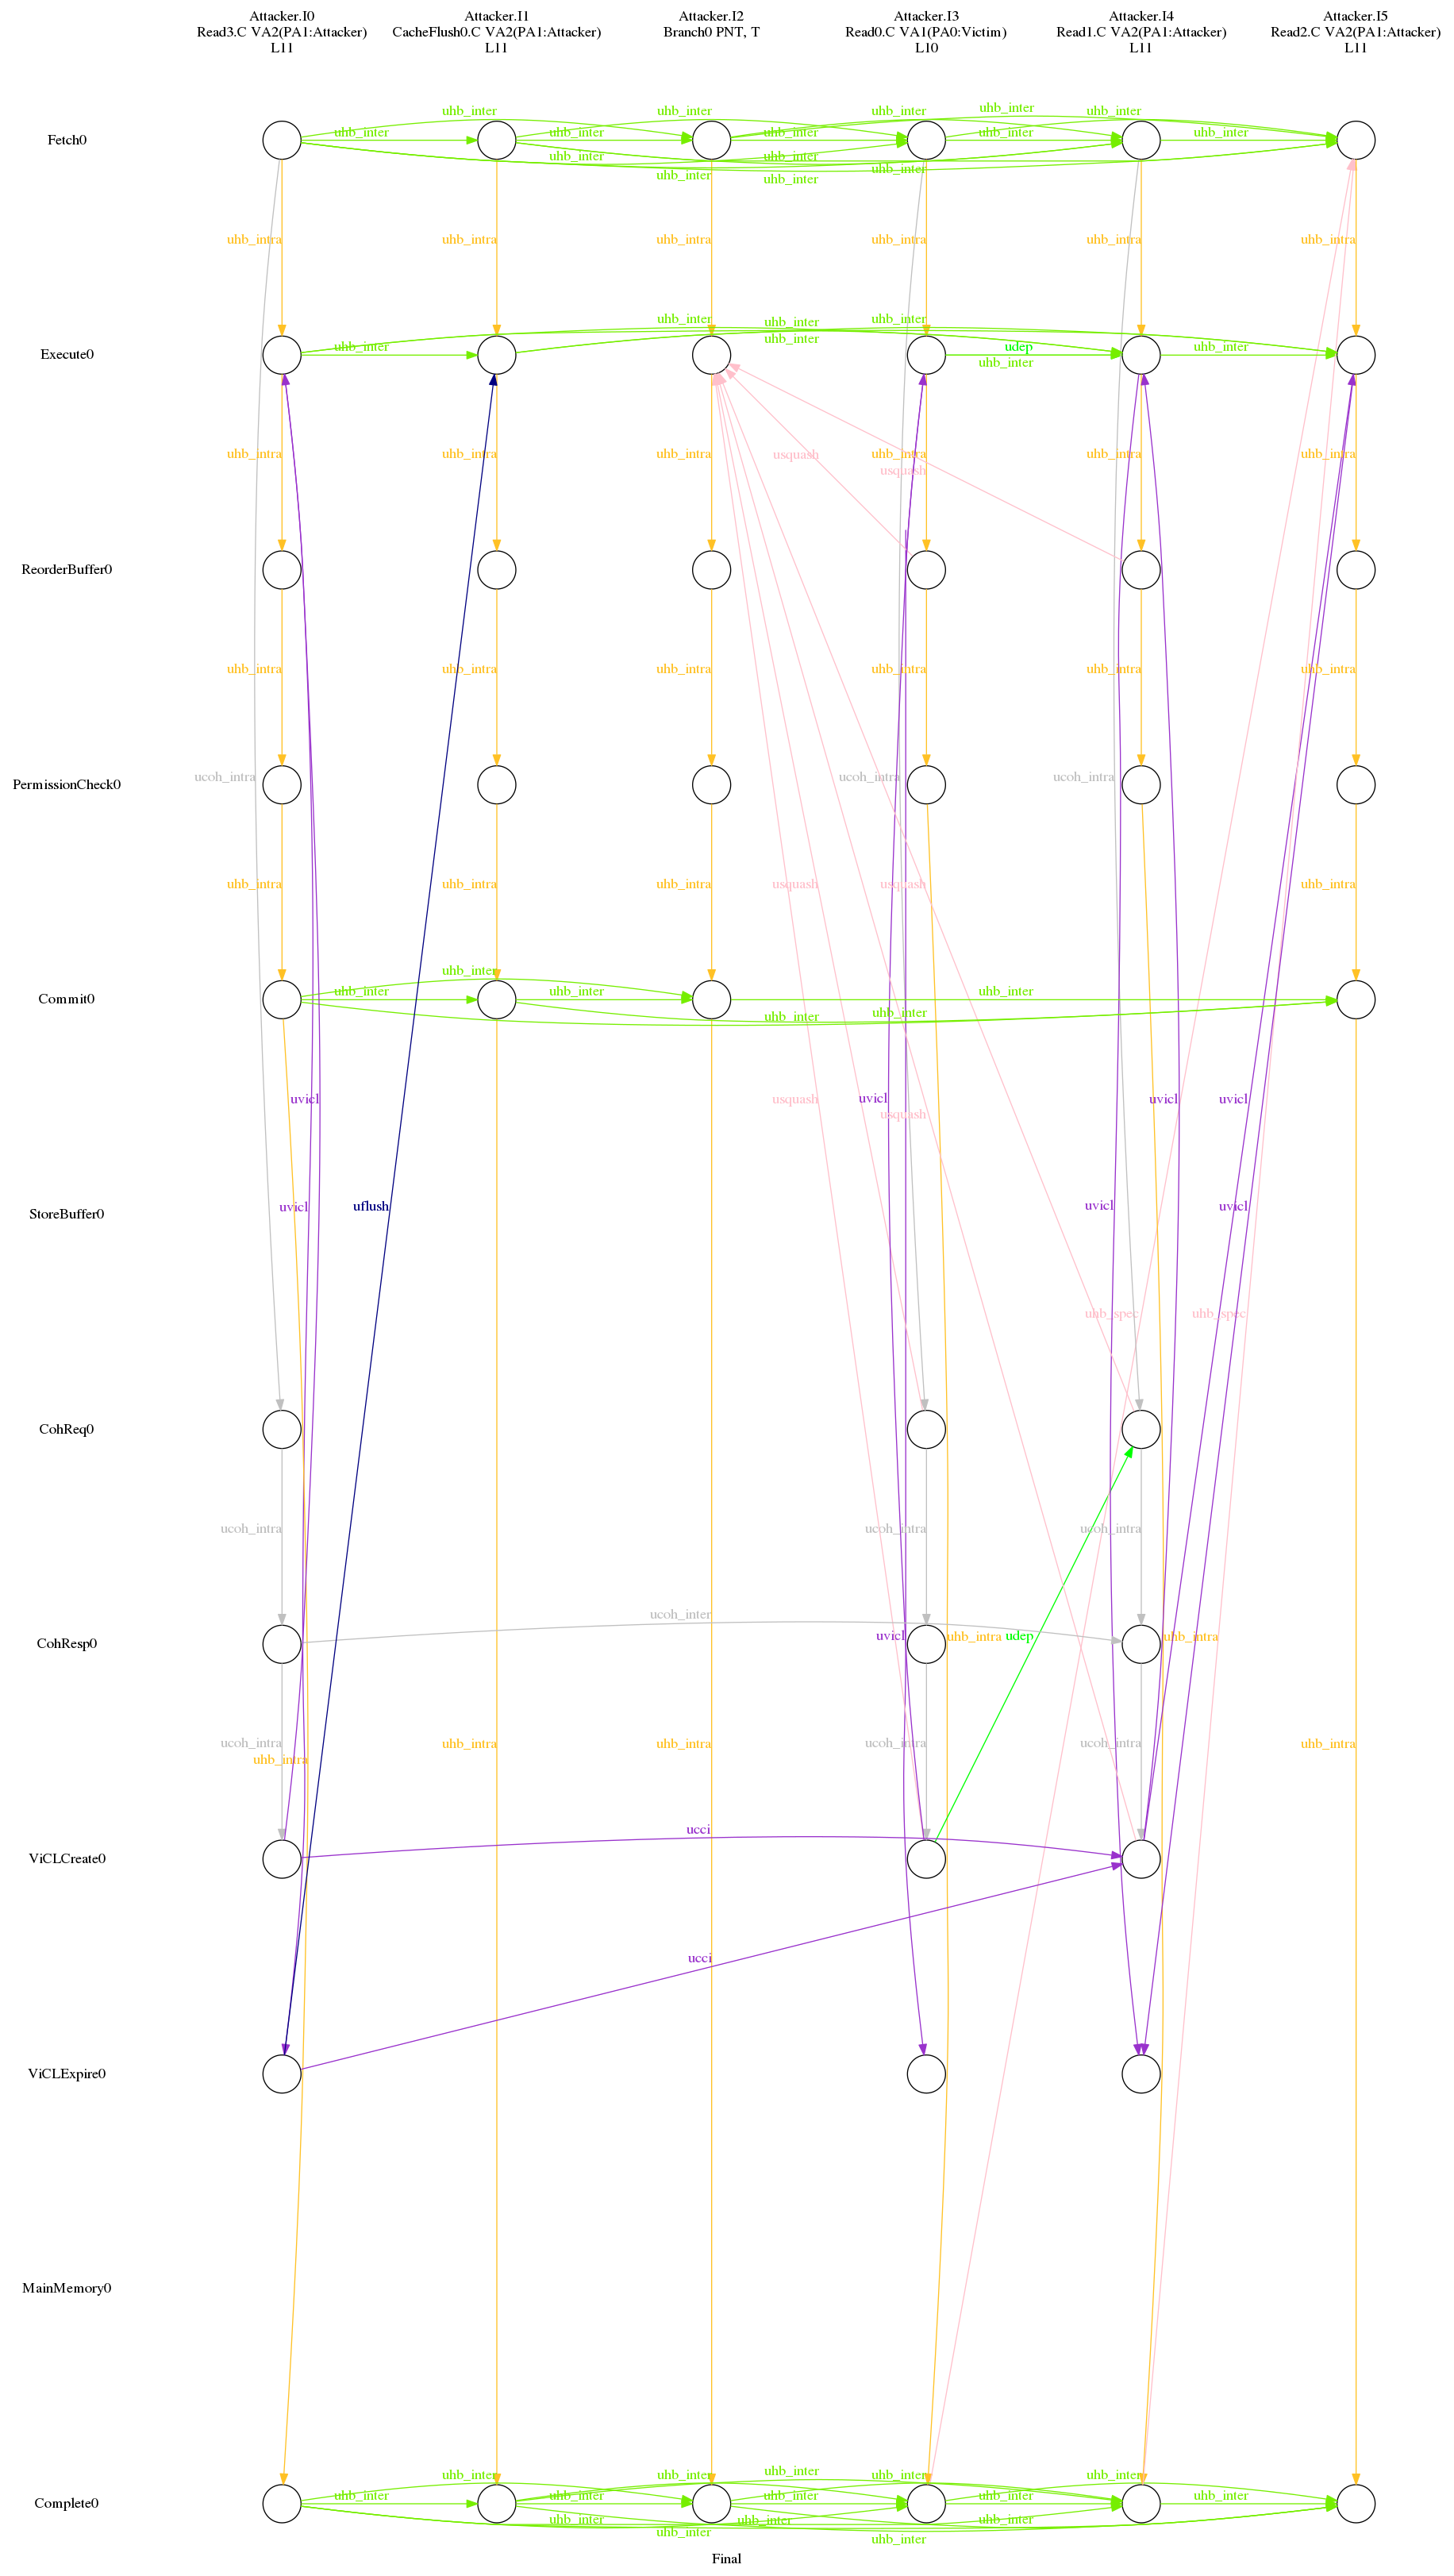 Attacker.I0
Read3.C VA2(PA1:Attacker)
L11
Attacker.I1
CacheFlush0.C VA2(PA1:Attacker)
L11
Attacker.I2
Branch0 PNT, T
Attacker.I3
Read0.C VA1(PA0:Victim)
L10
Attacker.I4
Read1.C VA2(PA1:Attacker)
L11
Attacker.I5
Read2.C VA2(PA1:Attacker)
L11
uhb_inter uhb_inter uhb_inter uhb_inter uhb_inter
Fetch0
uhb_inter uhb_inter uhb_inter uhb_inter uhb_inter
uhb_inter uhb_inter
uhb_inter uhb_inter uhb_inter
uhb_intra uhb_intra uhb_intra uhb_intra uhb_intra uhb_intra
uhb_inter uhb_inter uhb_inter
Execute0
uhb_inter uhb_inter udep uhb_inter
uhb_inter
uhb_intra uhb_intra uhb_intra usquash uhb_intra uhb_intra uhb_intra
usquash
ReorderBuffer0
uhb_intra uhb_intra uhb_intra uhb_intra uhb_intra uhb_intra
ucoh_intra ucoh_intra ucoh_intra
PermissionCheck0
uhb_intra uhb_intra uhb_intra usquash usquash uhb_intra
uhb_inter
Commit0
uhb_inter uhb_inter uhb_inter
uhb_inter uhb_inter
uvicl usquash uvicl uvicl uvicl
usquash
StoreBuffer0
uvicl uflush uvicl uvicl
uhb_spec uhb_spec
CohReq0
ucoh_intra ucoh_intra ucoh_intra
ucoh_inter
CohResp0
uvicl uhb_intra udep uhb_intra
ucoh_intra uhb_intra uhb_intra ucoh_intra ucoh_intra uhb_intra
uhb_intra
ucci
ViCLCreate0
ucci
ViCLExpire0
MainMemory0
uhb_inter uhb_inter uhb_inter uhb_inter uhb_inter
Complete0
uhb_inter uhb_inter uhb_inter uhb_inter uhb_inter
uhb_inter uhb_inter
uhb_inter uhb_inter
Final